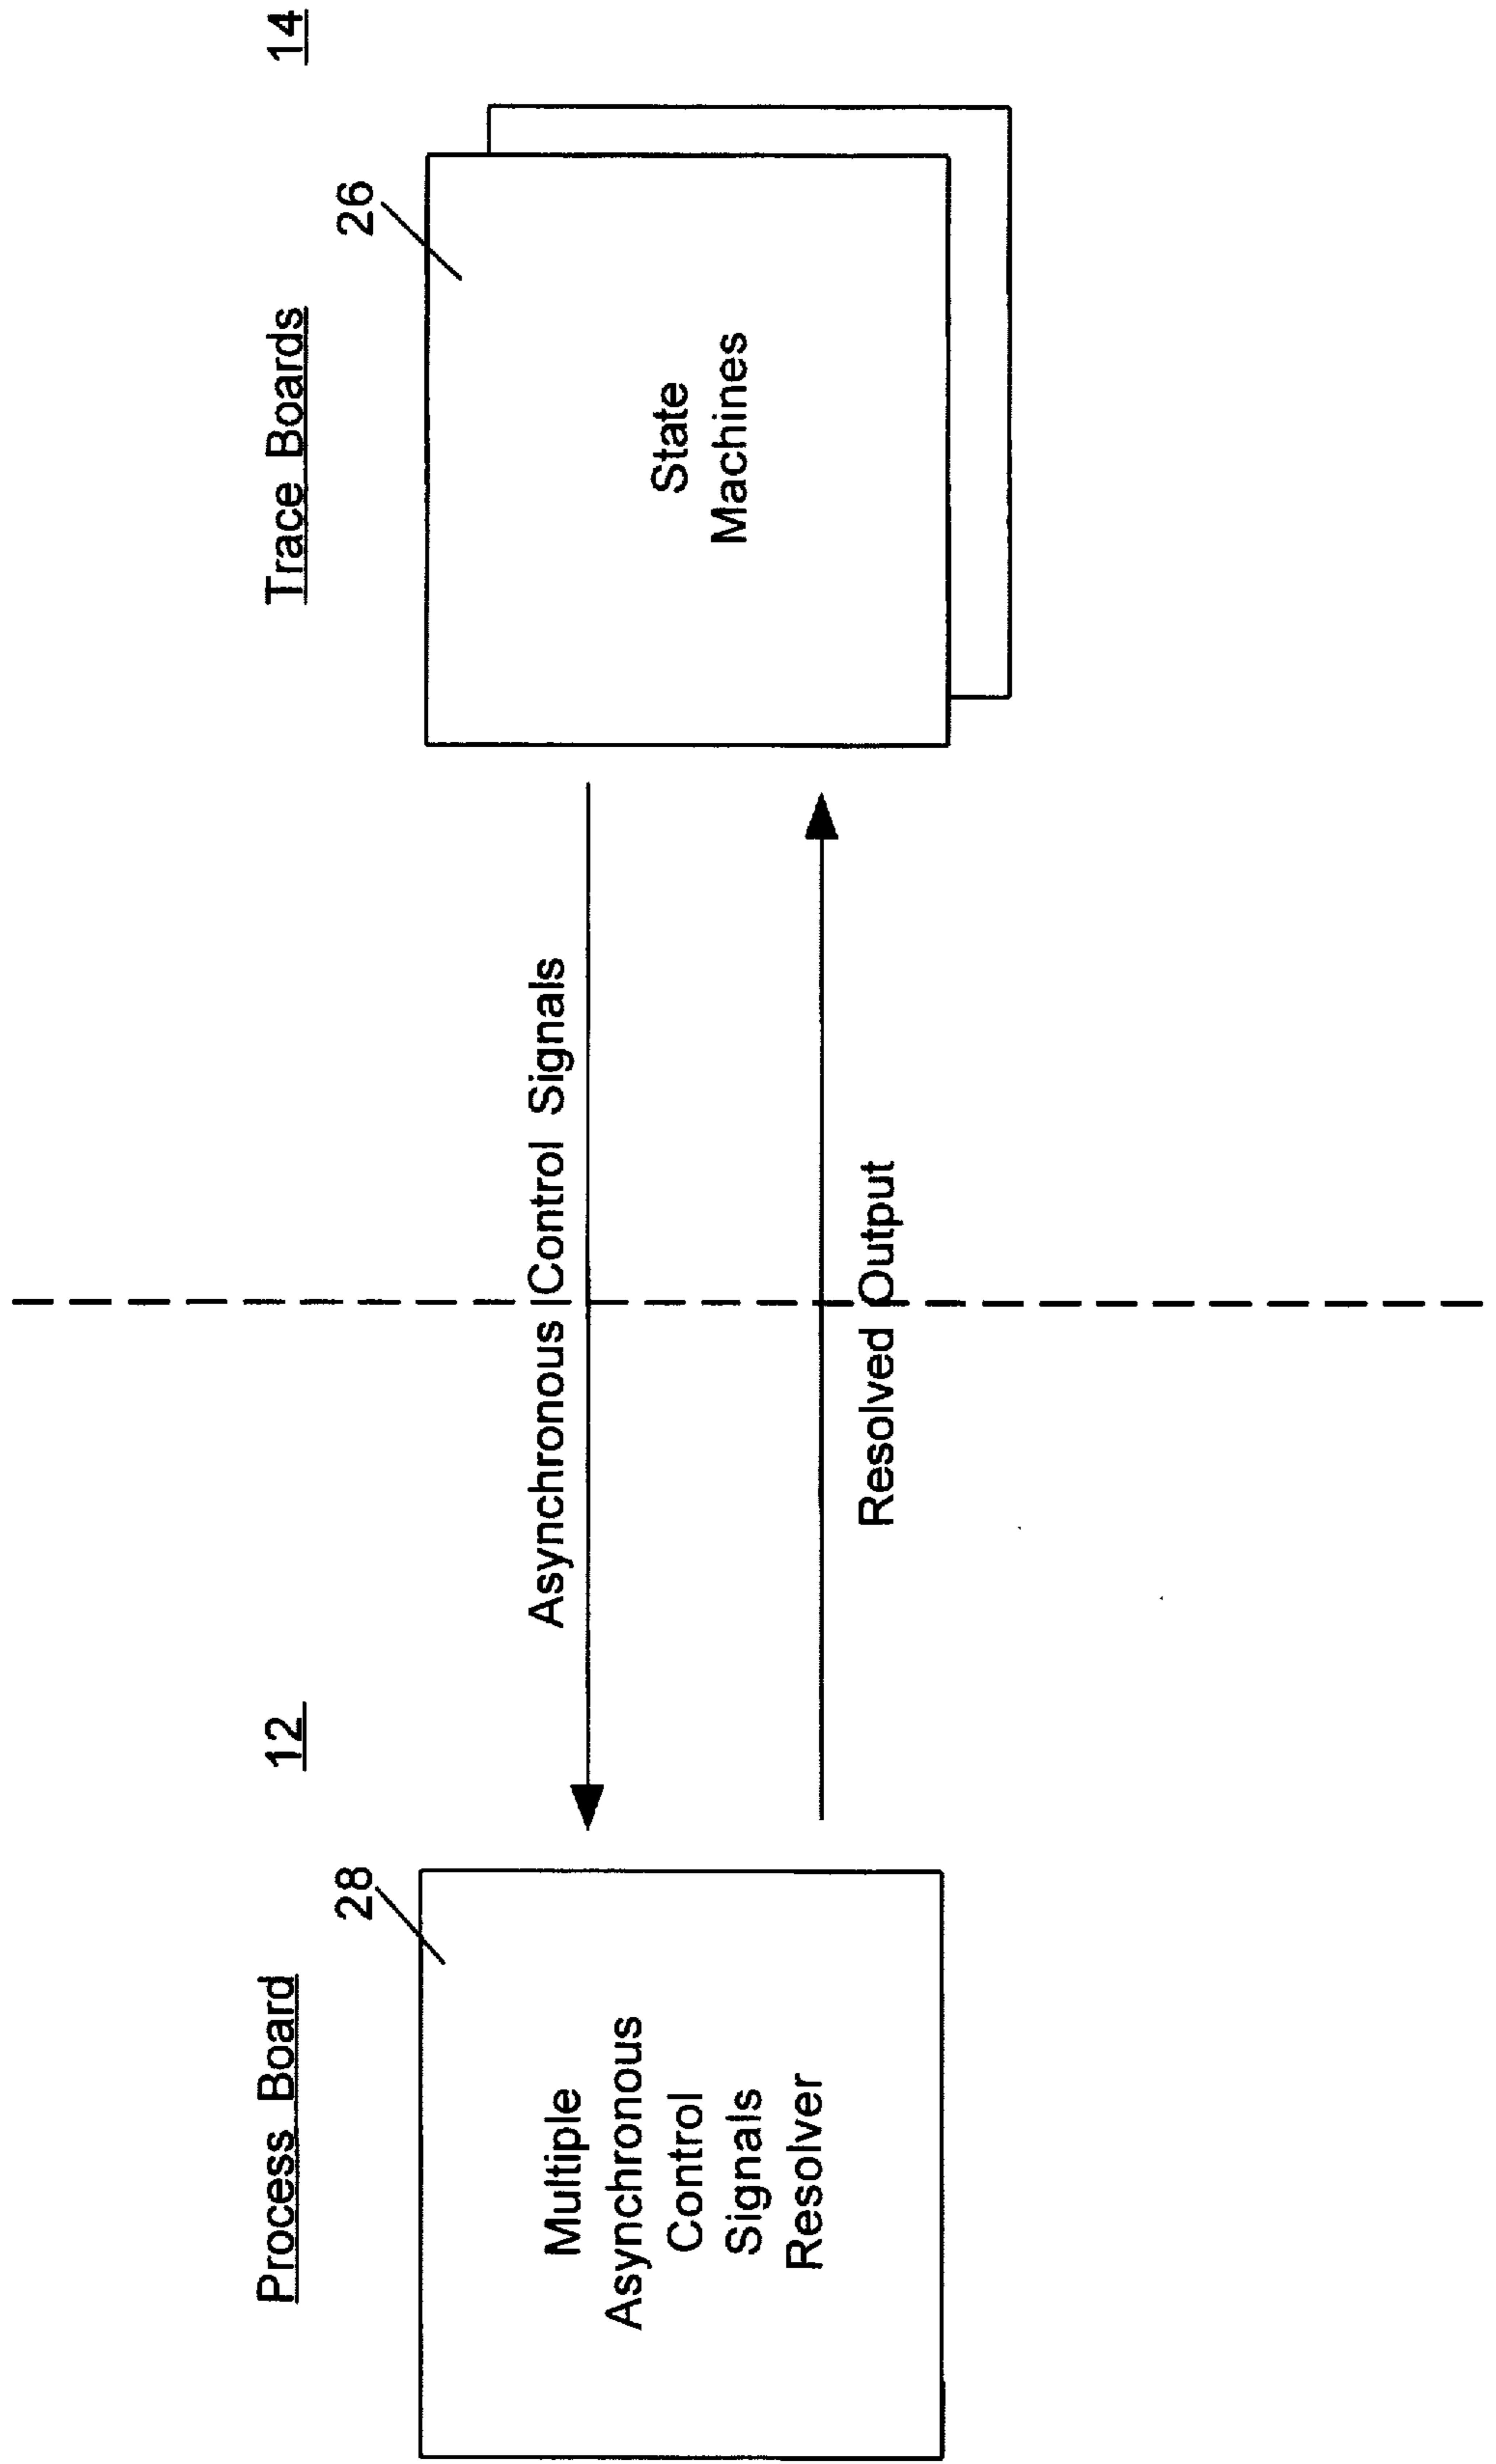 Process Board 12
28
Multiple
Asynchronous
Control
Signals
Resolver
Asynchronous Control Signals
Resolved Output
Trace Boards 14
26
State
Machines